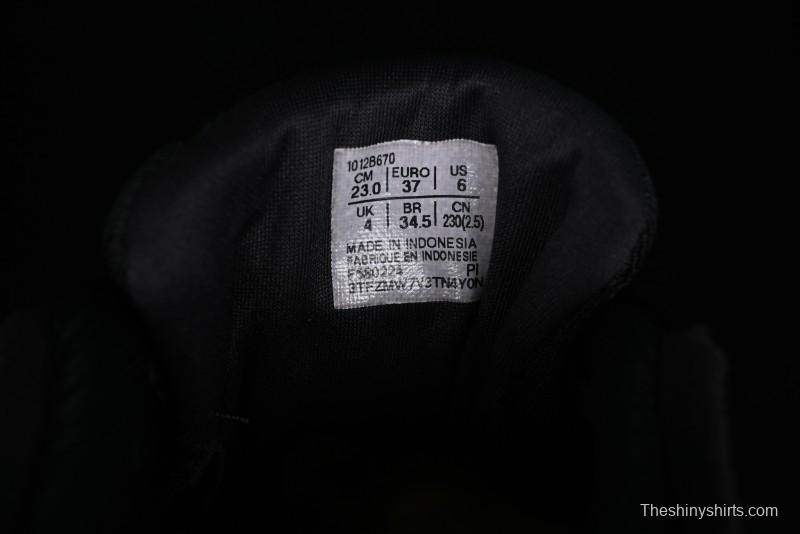 1012B670
CM EURO US
23.0 37 6
UK BR CN
4 34.5 230(2.5)
MADE IN INDONESIA
FABRIQUE EN INDONESIE
PI
Theshinyshirts.com